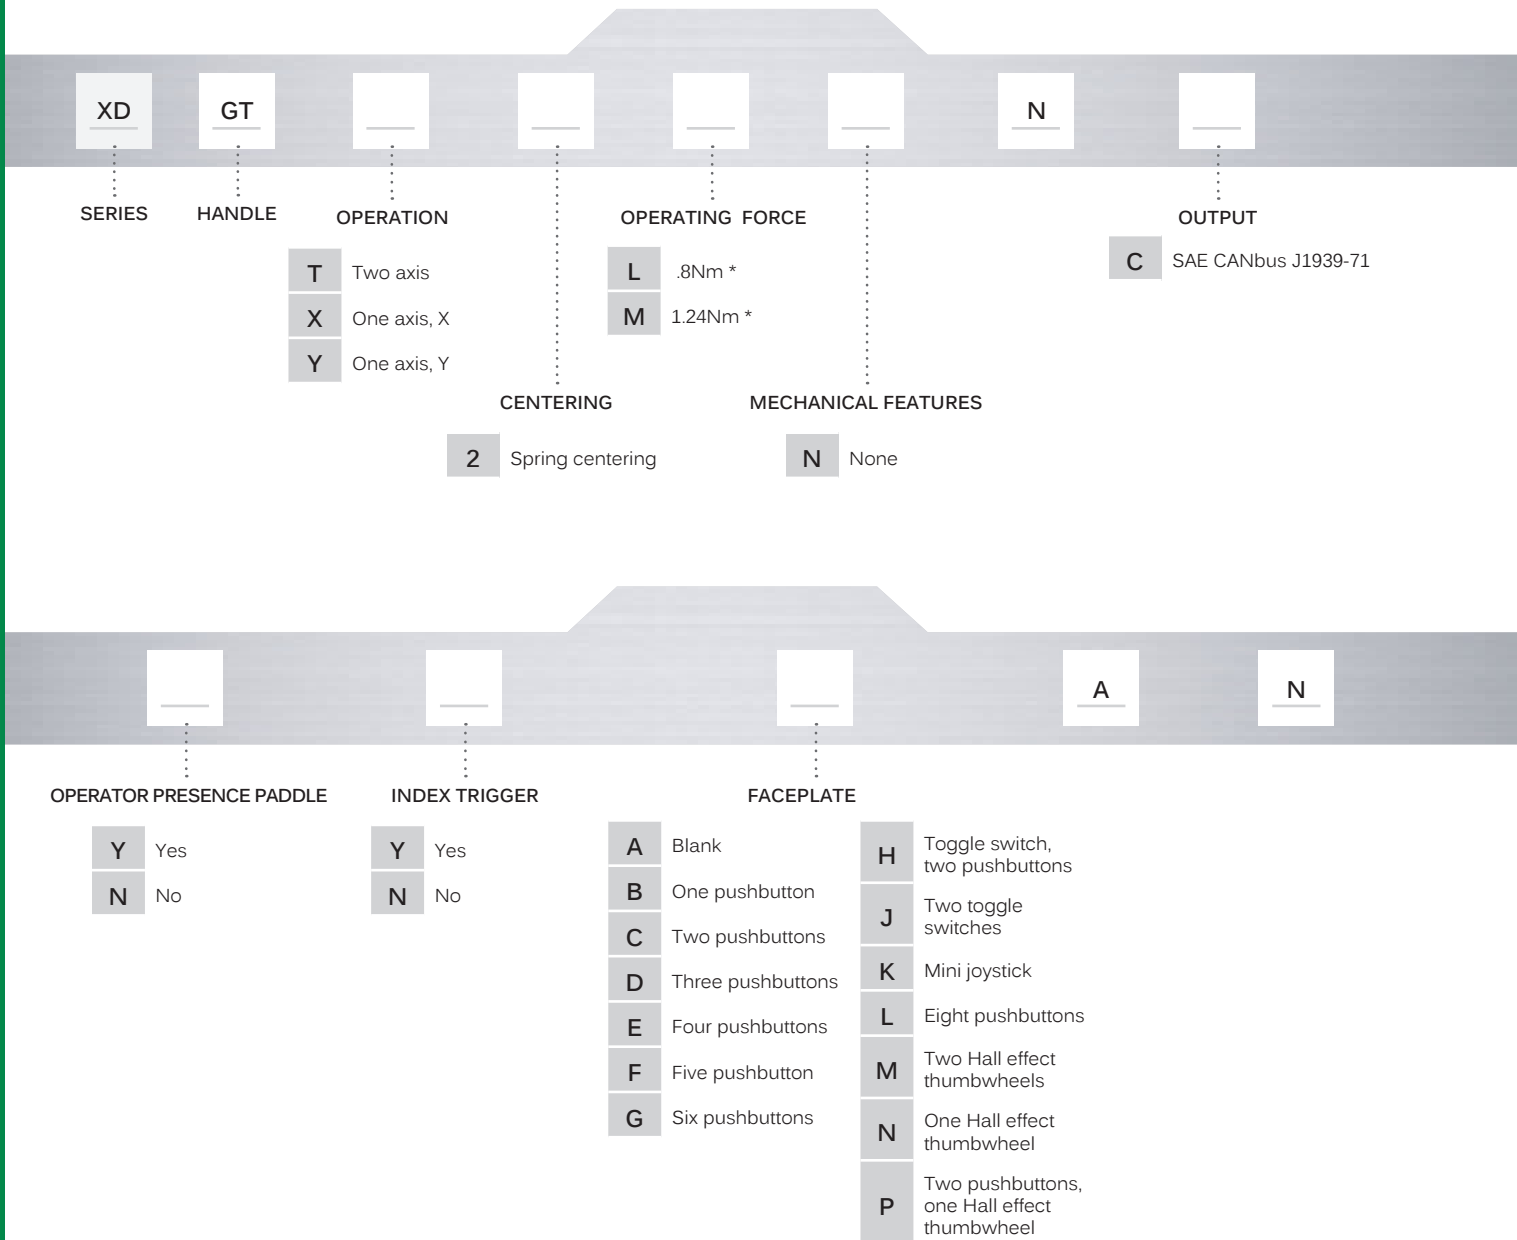 XD
GT
N
SERIES
HANDLE
OPERATION
T Two axis
X One axis, X
Y One axis, Y
CENTERING
2 Spring centering
OPERATING FORCE
L .8Nm *
M 1.24Nm *
MECHANICAL FEATURES
N None
OUTPUT
C SAE CANbus J1939-71
A
N
OPERATOR PRESENCE PADDLE
Y Yes
N No
INDEX TRIGGER
Y Yes
N No
FACEPLATE
A Blank
B One pushbutton
C Two pushbuttons
D Three pushbuttons
E Four pushbuttons
F Five pushbutton
G Six pushbuttons
H Toggle switch,
two pushbuttons
J Two toggle
switches
K Mini joystick
L Eight pushbuttons
M Two Hall effect
thumbwheels
N One Hall effect
thumbwheel
P Two pushbuttons,
one Hall effect
thumbwheel